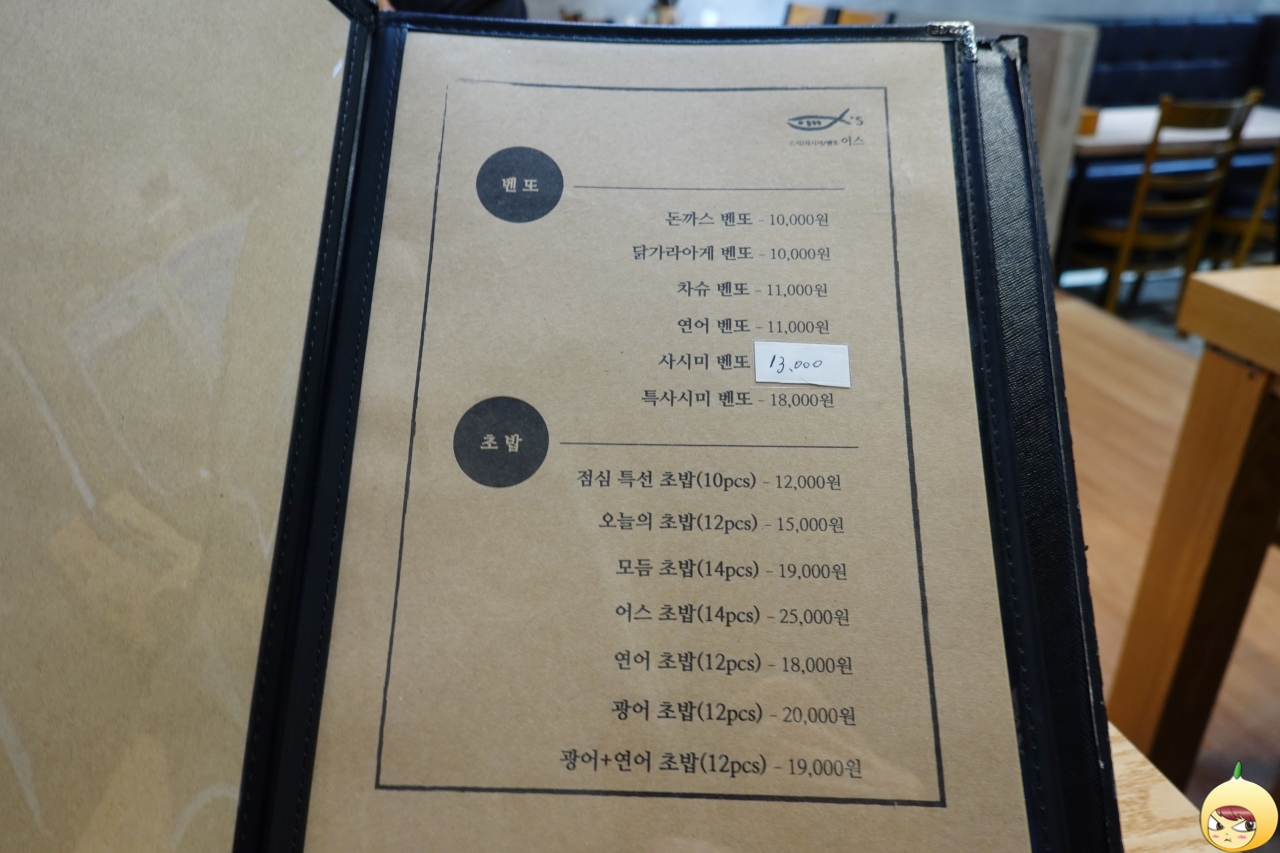 's
스시/사시미/벤또 어스
벤또
돈까스 벤또 - 10,000원
닭가라아게 벤또 - 10,000원
차슈 벤또 - 11,000원
연어 벤또 - 11,000원
사시미 벤또 13,000
특사시미 벤또 - 18,000원
초밥
점심 특선 초밥(10pcs) - 12,000원
오늘의 초밥(12pcs) - 15,000원
모듬 초밥(14pcs) - 19,000원
어스 초밥(14pcs) - 25,000원
연어 초밥(12pcs) - 18,000원
광어 초밥(12pcs) - 20,000원
광어+연어 초밥(12pcs) - 19,000원